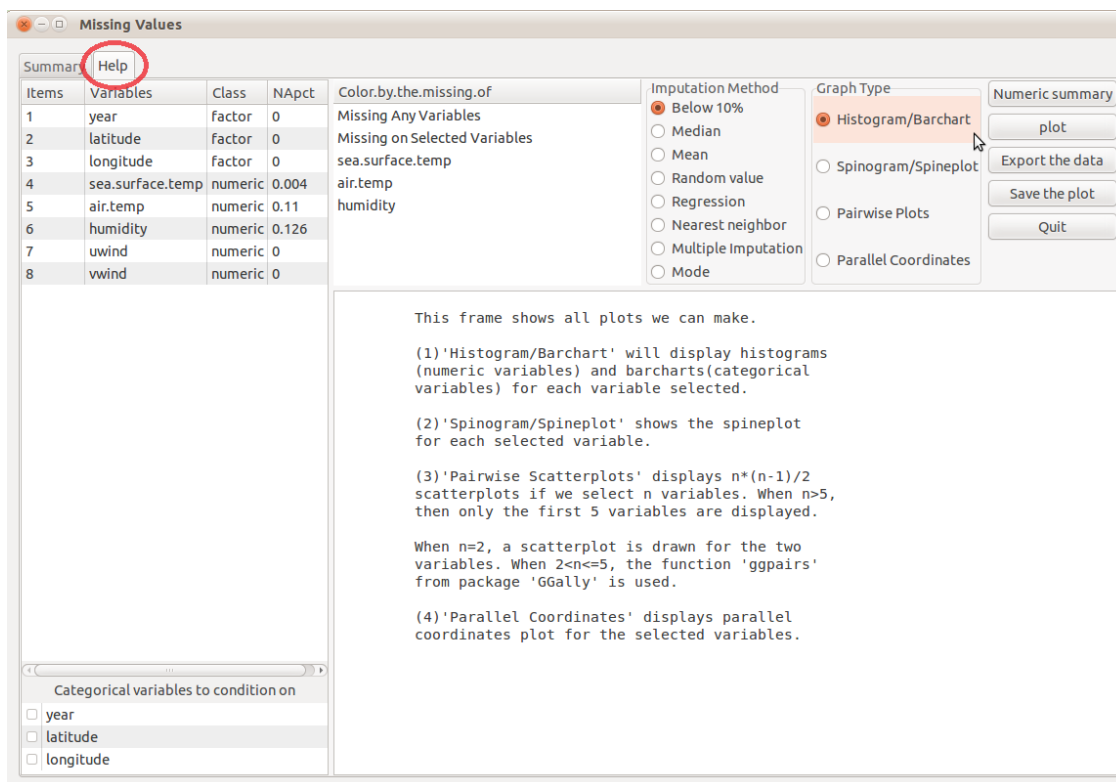 Missing Values
Summary Help
Items Variables Class NApct
1 year factor 0
2 latitude factor 0
3 longitude factor 0
4 sea.surface.temp numeric 0.004
5 air.temp numeric 0.11
6 humidity numeric 0.126
7 uwind numeric 0
8 vwind numeric 0
Categorical variables to condition on
year
latitude
longitude
Color.by.the.missing.of
Missing Any Variables
Missing on Selected Variables
sea.surface.temp
air.temp
humidity
Imputation Method
Below 10%
Median
Mean
Random value
Regression
Nearest neighbor
Multiple Imputation
Mode
Graph Type
Histogram/Barchart
Spinogram/Spineplot
Pairwise Plots
Parallel Coordinates
Numeric summary
plot
Export the data
Save the plot
Quit
This frame shows all plots we can make.
(1)'Histogram/Barchart' will display histograms
(numeric variables) and barcharts(categorical
variables) for each variable selected.
(2)'Spinogram/Spineplot' shows the spineplot
for each selected variable.
(3)'Pairwise Scatterplots' displays n*(n-1)/2
scatterplots if we select n variables. When n>5,
then only the first 5 variables are displayed.
When n=2, a scatterplot is drawn for the two
variables. When 2<n<=5, the function 'ggpairs'
from package 'GGally' is used.
(4)'Parallel Coordinates' displays parallel
coordinates plot for the selected variables.